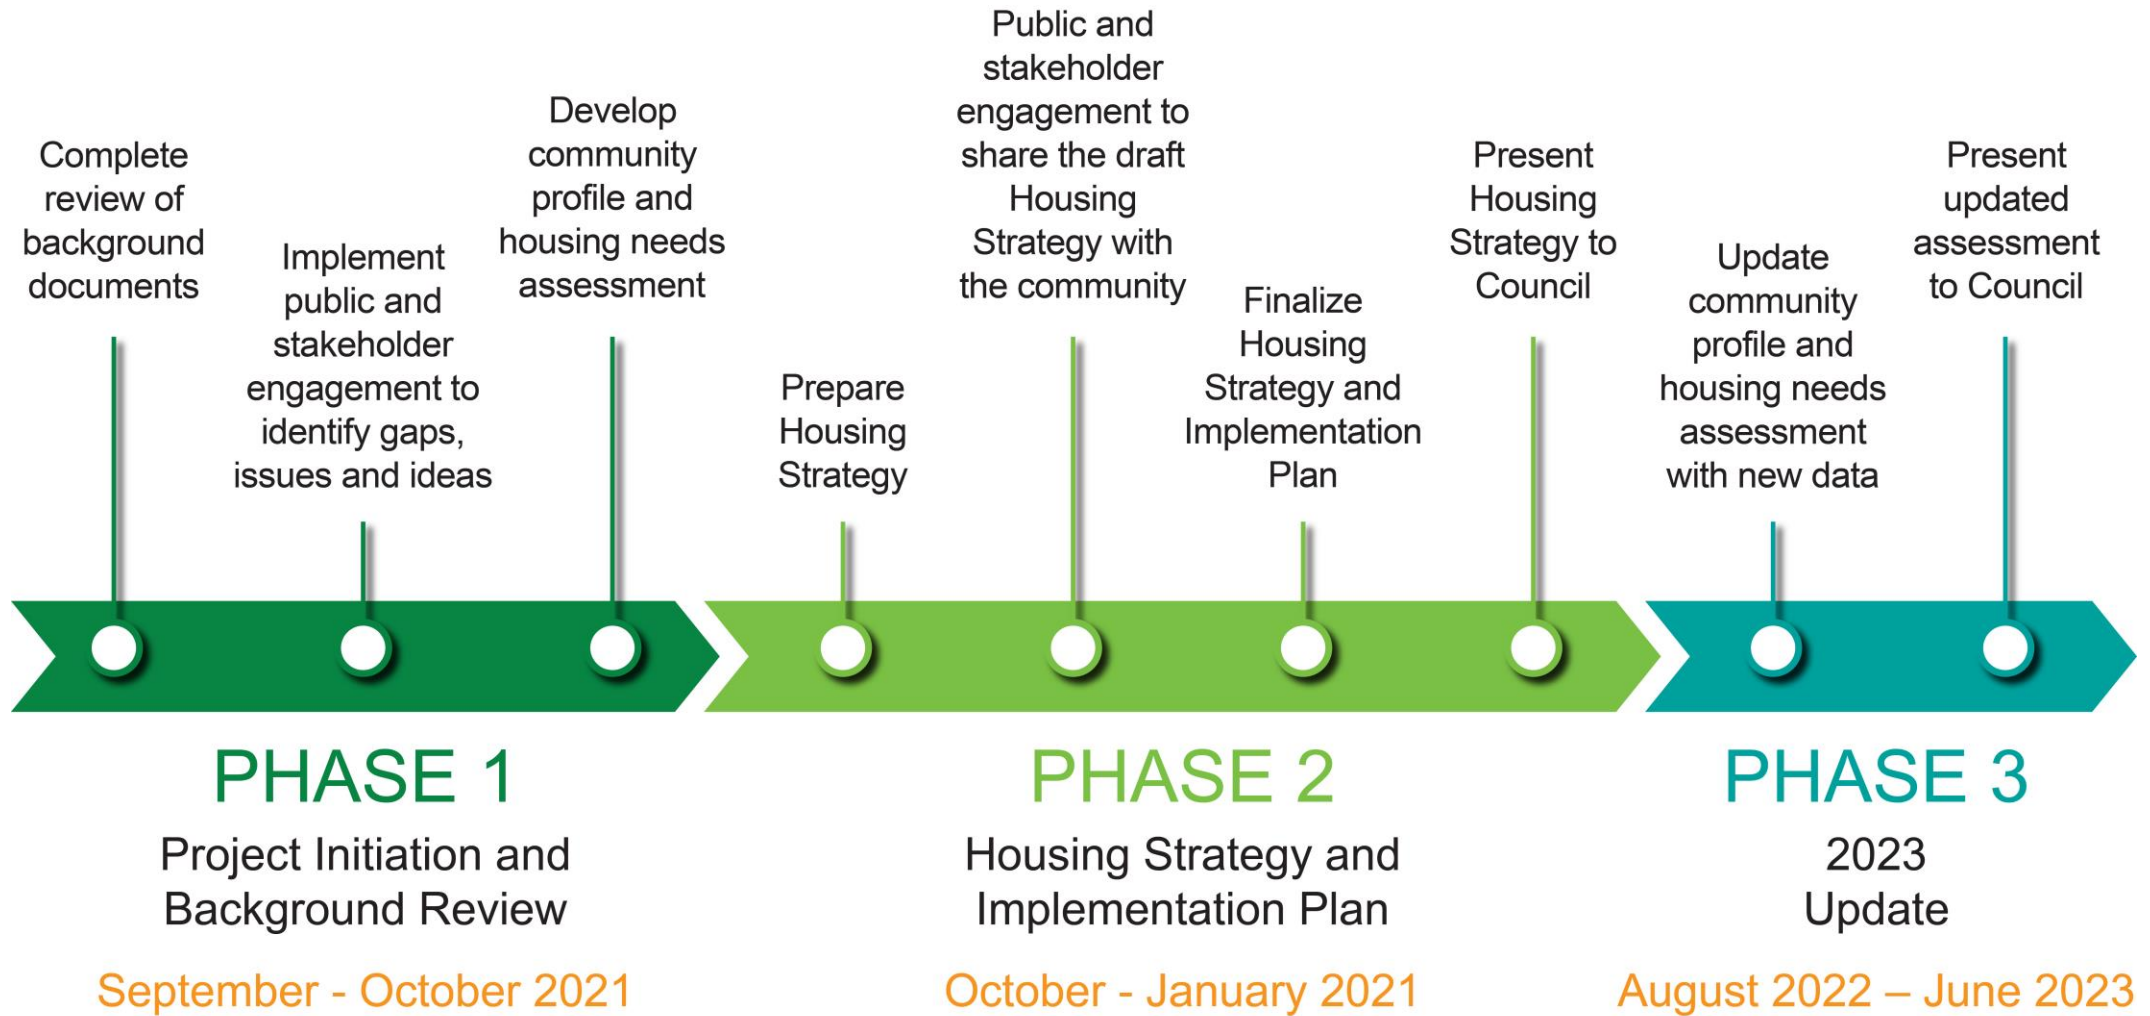 Complete
review of
background
documents
Implement
public and
stakeholder
engagement to
identify gaps,
issues and ideas
Develop
community
profile and
housing needs
assessment
Prepare
Housing
Strategy
Public and
stakeholder
engagement to
share the draft
Housing
Strategy with
the community
Finalize
Housing
Strategy and
Implementation
Plan
Present
Housing
Strategy to
Council
Update
community
profile and
housing needs
assessment
with new data
Present
updated
assessment
to Council
PHASE 1
Project Initiation and
Background Review
September - October 2021
PHASE 2
Housing Strategy and
Implementation Plan
October - January 2021
PHASE 3
2023
Update
August 2022 – June 2023